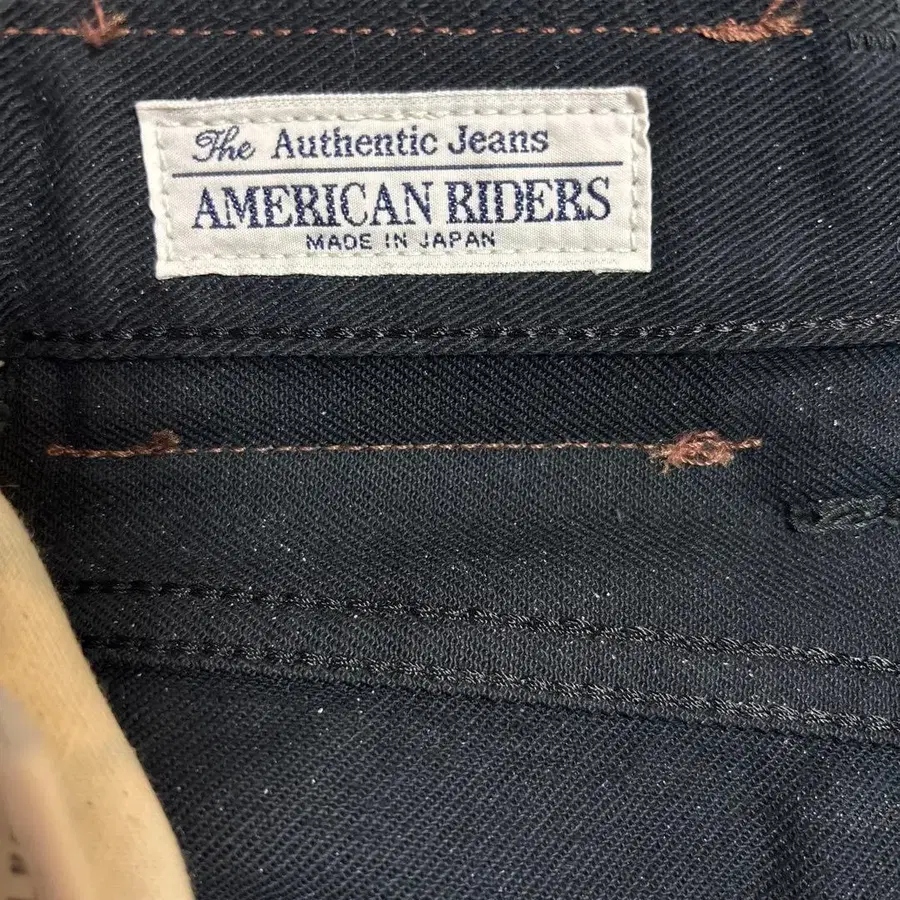 The Authentic Jeans
AMERICAN RIDERS
MADE IN JAPAN